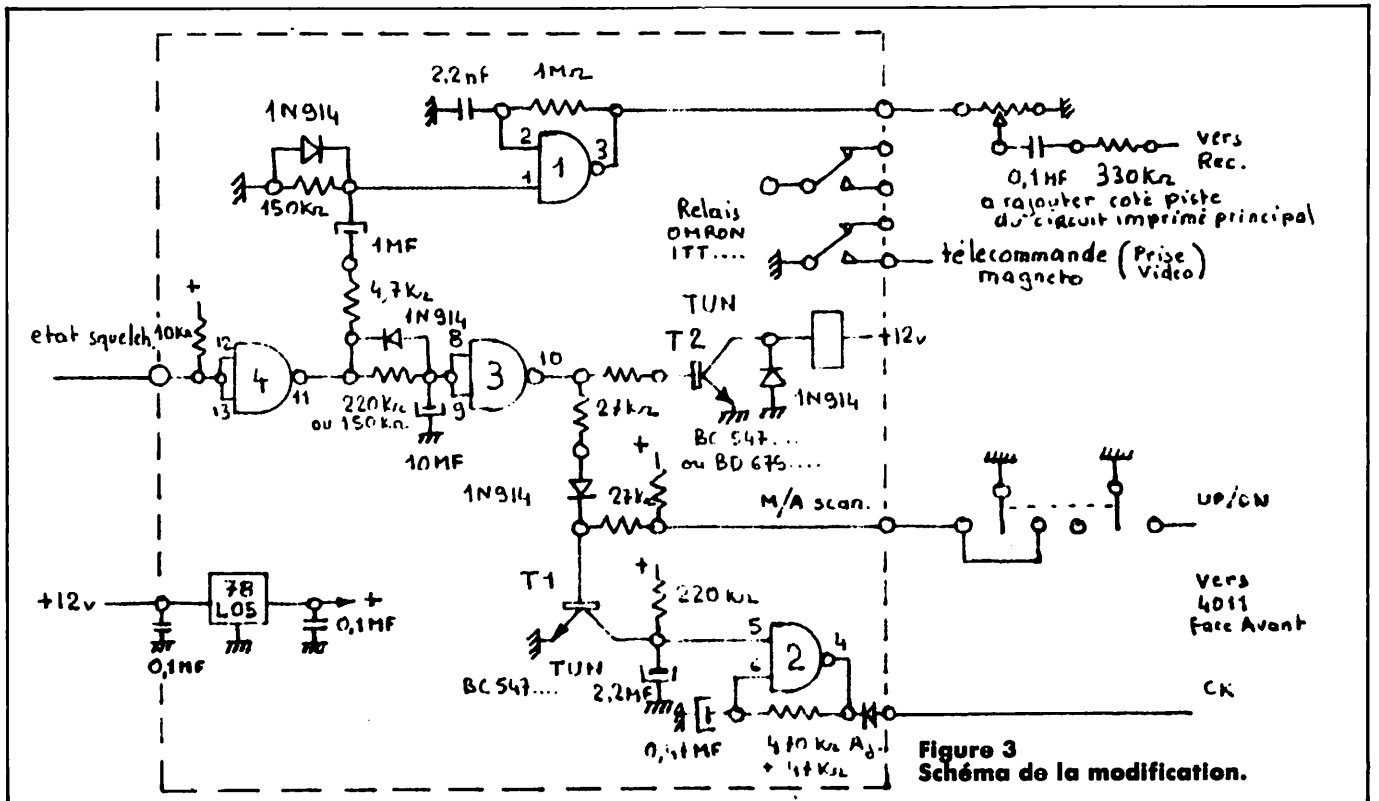 2,2nf
1MΩ
1N914
2
1
3
1
150KΩ
1MF
vers
Rec.
0,1MF 330KΩ
a rajouter coté piste
du circuit imprimé principal
Relais
OMRON
ITT....
télécommande (Prise
magneto Video)
4,7KΩ
+
etat squelch
10KΩ
12
13
4
11
1N914
8
9
3
10
220KΩ
ou 150KΩ
10MF
TUN
T2
+12v
27KΩ
1N914
BC 547....
ou BD 675....
1N914
+
27KΩ
M/A scan.
UP/
+12v
78
L05
+
0,1MF
0,1MF
T1
+
220KΩ
TUN
BC 547....
2,2MF
5
6
2
4
0,47MF
470KΩ Aj.
+ 47KΩ
Vers
4011
Face Avant
CK
Figure 3
Schéma de la modification.